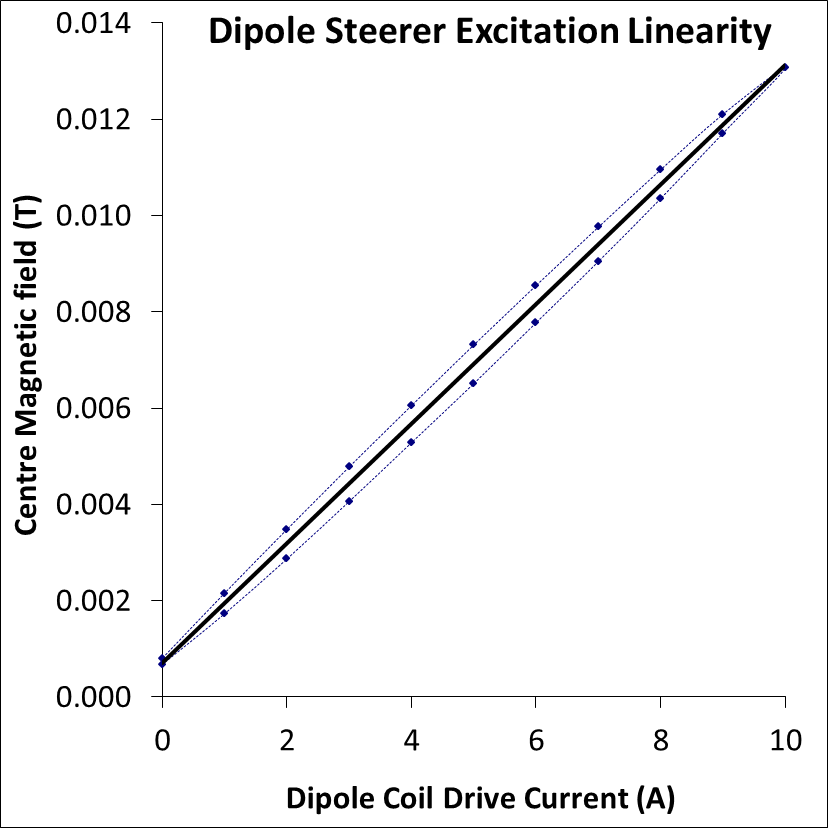 Dipole Steerer Excitation Linearity
0.014
0.012
0.010
0.008
0.006
0.004
0.002
0.000
Centre Magnetic field (T)
0 2 4 6 8 10
Dipole Coil Drive Current (A)